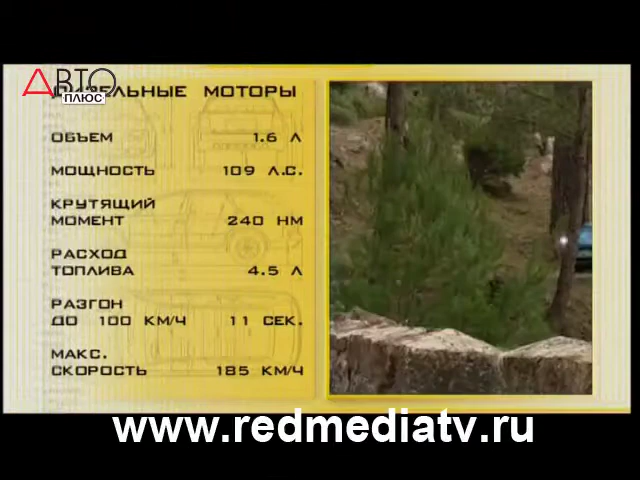 АВТО
ПЛЮС
ДИЗЕЛЬНЫЕ МОТОРЫ
ОБЪЕМ 1.6 Л
МОЩНОСТЬ 109 Л.С.
КРУТЯЩИЙ
МОМЕНТ 240 НМ
РАСХОД
ТОПЛИВА 4.5 Л
РАЗГОН
ДО 100 КМ/Ч 11 СЕК.
МАКС.
СКОРОСТЬ 185 КМ/Ч
www.redmediatv.ru